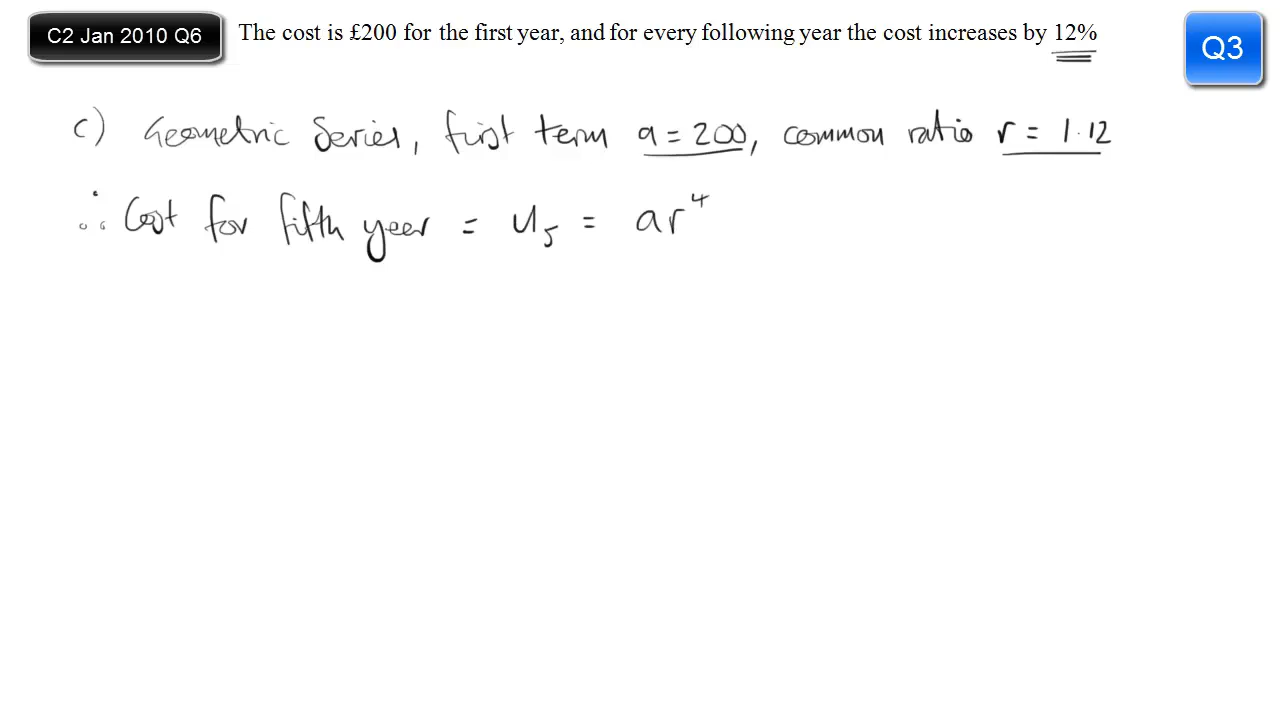 C2 Jan 2010 Q6
The cost is £200 for the first year, and for every following year the cost increases by 12%
Q3
c) Geometric Series, first term a = 200, common ratio r = 1.12
∴ Cost for fifth year = u₅ = ar⁴